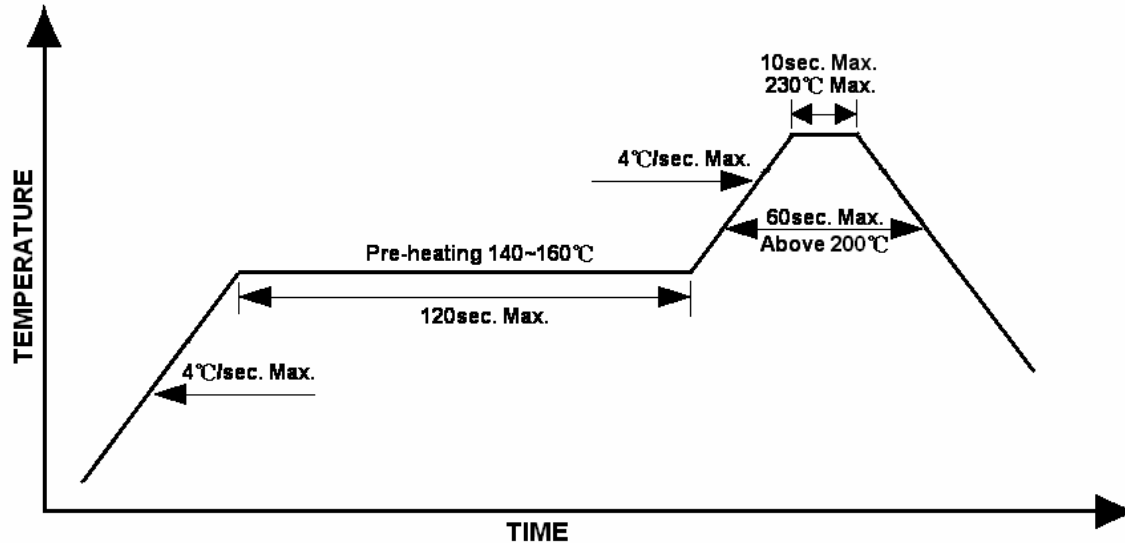 10sec. Max.
230℃ Max.
4℃/sec. Max.
60sec. Max.
Above 200℃
Pre-heating 140~160℃
120sec. Max.
4℃/sec. Max.
TEMPERATURE
TIME